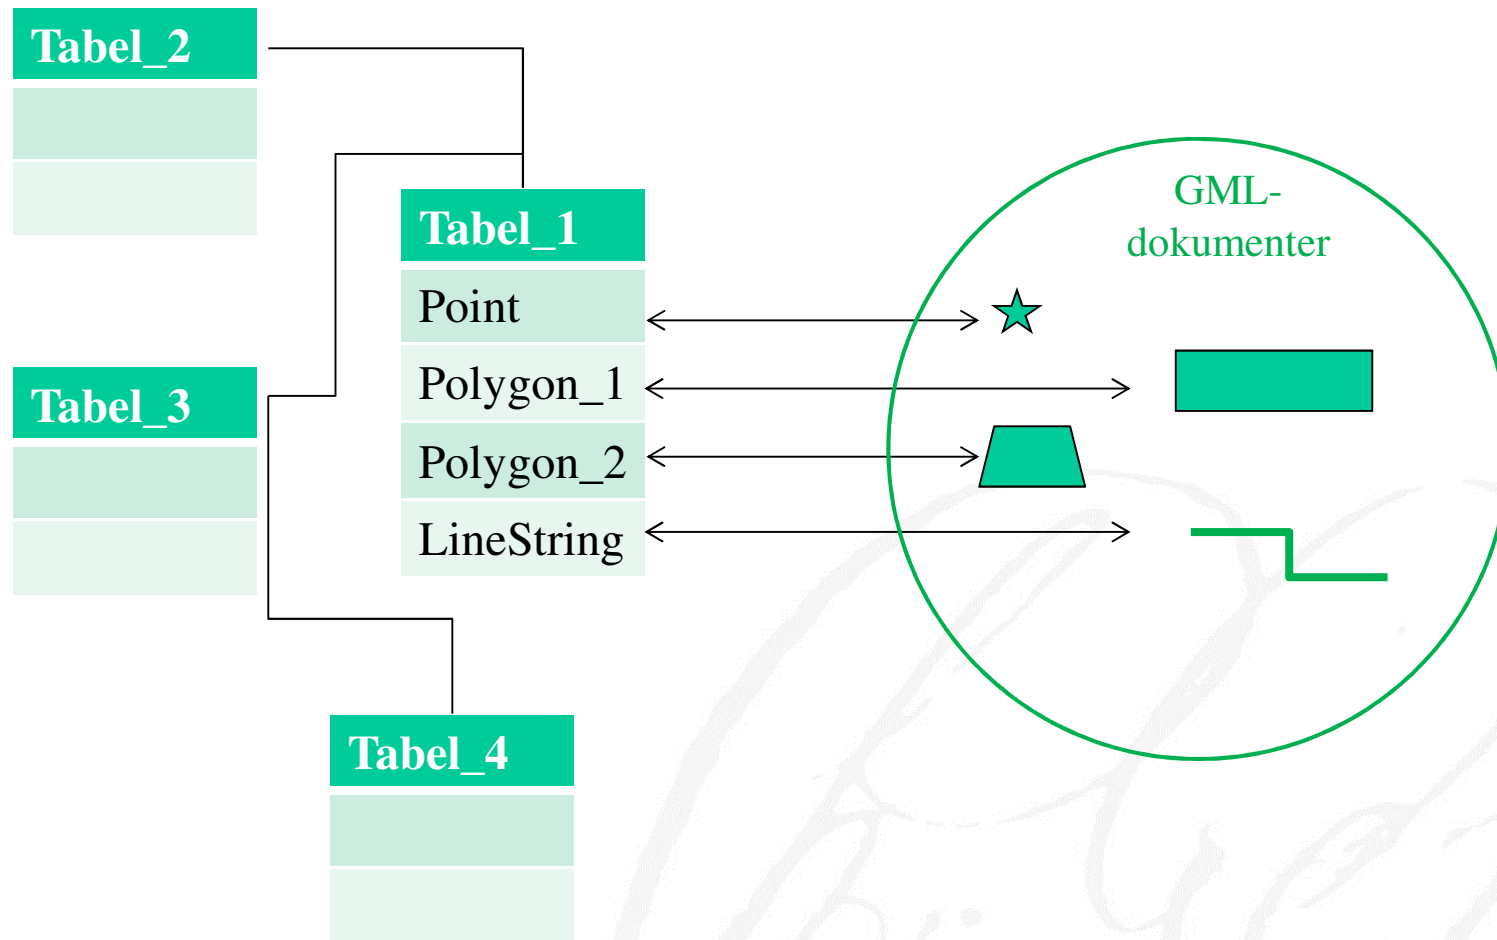 Tabel_2
Tabel_1
Point
Polygon_1
Polygon_2
LineString
Tabel_3
Tabel_4
GML-
dokumenter